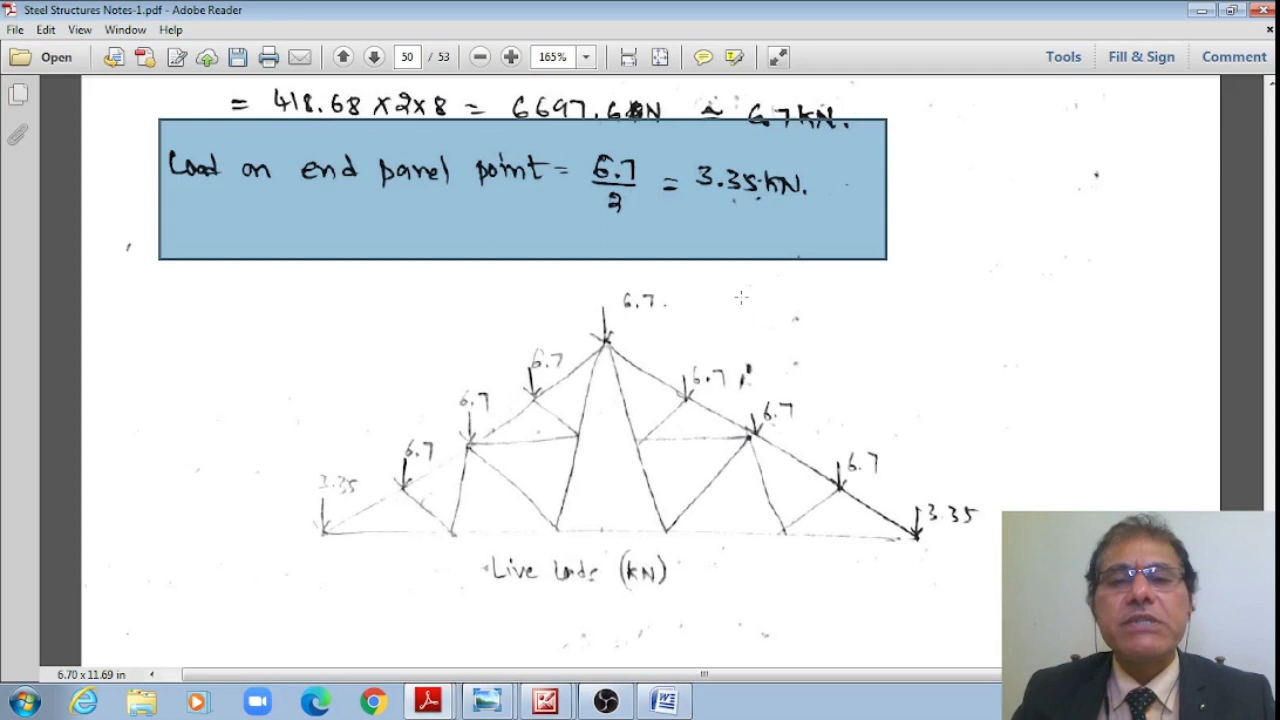 Steel Structures Notes-1.pdf - Adobe Reader
File Edit View Window Help
Open 50 / 53 165% Tools Fill & Sign Comment
= 418.68 x 2 x 8 = 6697.6 N ≈ 6.7 KN.
Load on end panel point = 6.7/2 = 3.35 KN.
6.7
6.7
6.7
6.7
6.7
6.7
6.7
3.35
3.35
Live loads (KN)
6.70 x 11.69 in